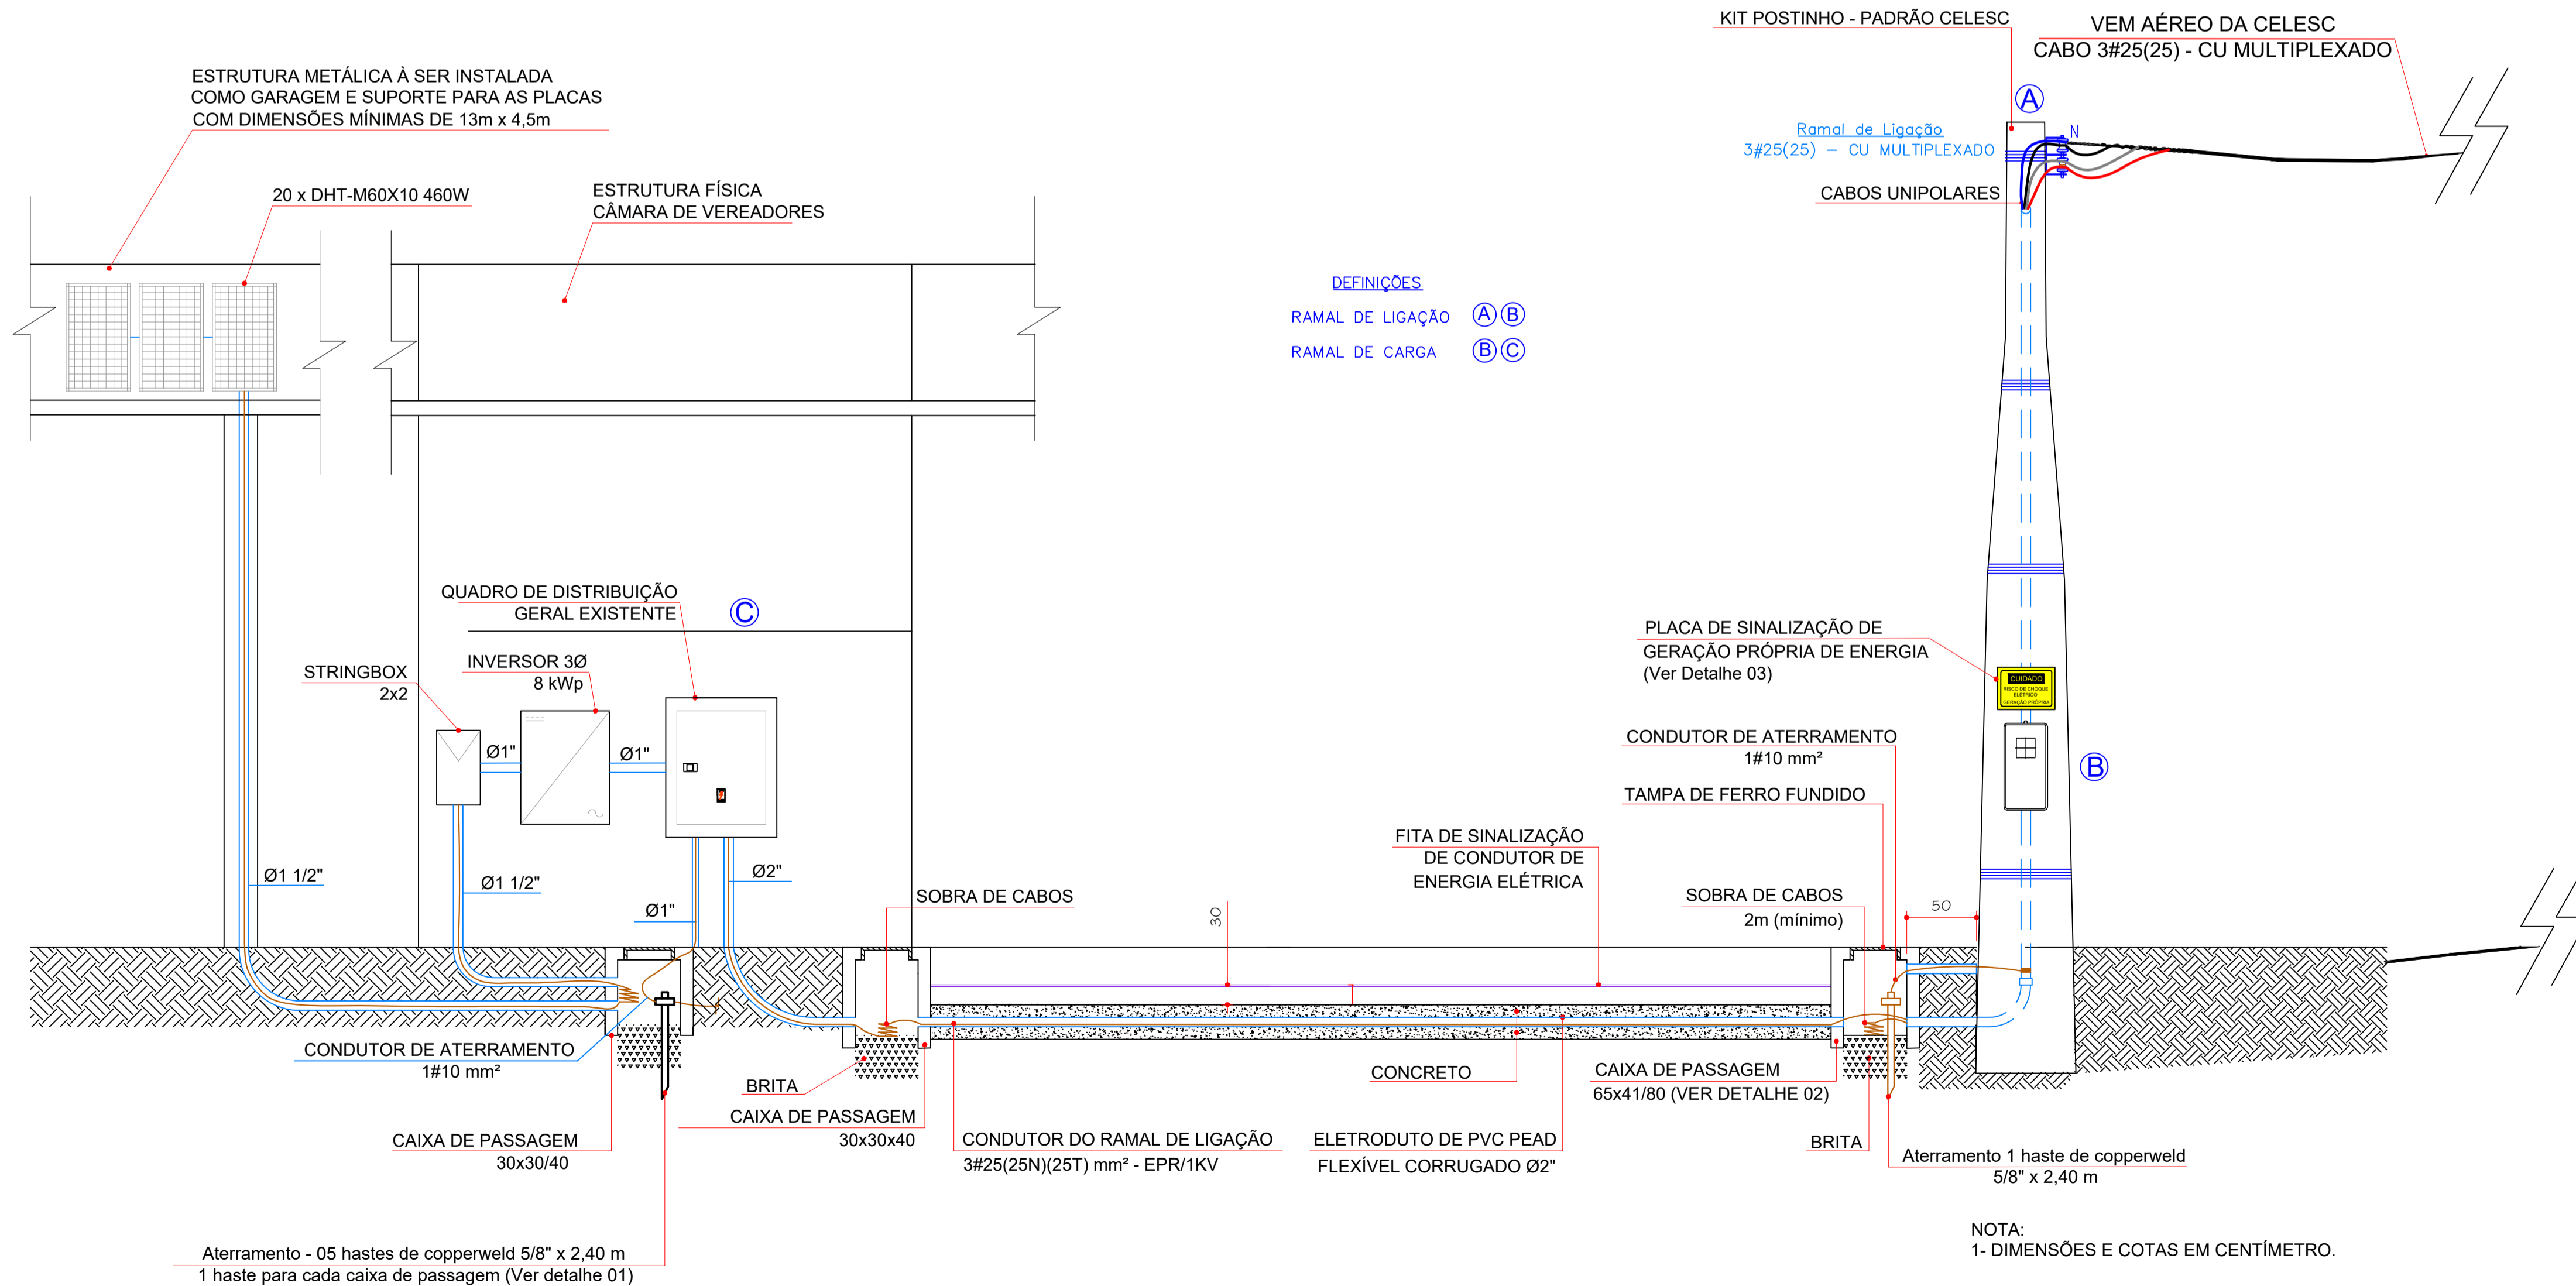 KIT POSTINHO - PADRÃO CELESC
VEM AÉREO DA CELESC
CABO 3#25(25) - CU MULTIPLEXADO
ESTRUTURA METÁLICA À SER INSTALADA
COMO GARAGEM E SUPORTE PARA AS PLACAS
COM DIMENSÕES MÍNIMAS DE 13m x 4,5m
A
N
Ramal de Ligação
3#25(25) - CU MULTIPLEXADO
CABOS UNIPOLARES
20 x DHT-M60X10 460W
ESTRUTURA FÍSICA
CÂMARA DE VEREADORES
DEFINIÇÕES
RAMAL DE LIGAÇÃO A B
RAMAL DE CARGA B C
QUADRO DE DISTRIBUIÇÃO
GERAL EXISTENTE
C
STRINGBOX
2x2
INVERSOR 3Ø
8 kWp
Ø1"
Ø1"
PLACA DE SINALIZAÇÃO DE
GERAÇÃO PRÓPRIA DE ENERGIA
(Ver Detalhe 03)
CUIDADO
RISCO DE CHOQUE
ELÉTRICO
GERAÇÃO PRÓPRIA
CONDUTOR DE ATERRAMENTO
1#10 mm²
B
TAMPA DE FERRO FUNDIDO
FITA DE SINALIZAÇÃO
DE CONDUTOR DE
ENERGIA ELÉTRICA
Ø1 1/2"
Ø1 1/2"
Ø2"
Ø1"
SOBRA DE CABOS
30
SOBRA DE CABOS
2m (mínimo)
50
CONDUTOR DE ATERRAMENTO
1#10 mm²
BRITA
CAIXA DE PASSAGEM
30x30x40
CAIXA DE PASSAGEM
30x30/40
CONDUTOR DO RAMAL DE LIGAÇÃO
3#25(25N)(25T) mm² - EPR/1KV
CONCRETO
ELETRODUTO DE PVC PEAD
FLEXÍVEL CORRUGADO Ø2"
CAIXA DE PASSAGEM
65x41/80 (VER DETALHE 02)
BRITA
Aterramento 1 haste de copperweld
5/8" x 2,40 m
Aterramento - 05 hastes de copperweld 5/8" x 2,40 m
1 haste para cada caixa de passagem (Ver detalhe 01)
NOTA:
1- DIMENSÕES E COTAS EM CENTÍMETRO.